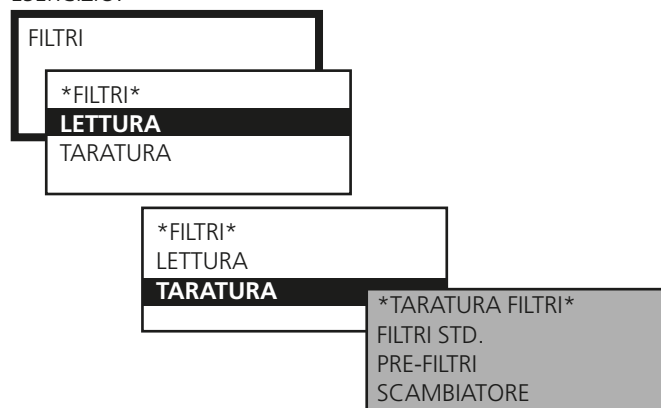 FILTRI
*FILTRI*
LETTURA
TARATURA
*FILTRI*
LETTURA
TARATURA
*TARATURA FILTRI*
FILTRI STD.
PRE-FILTRI
SCAMBIATORE